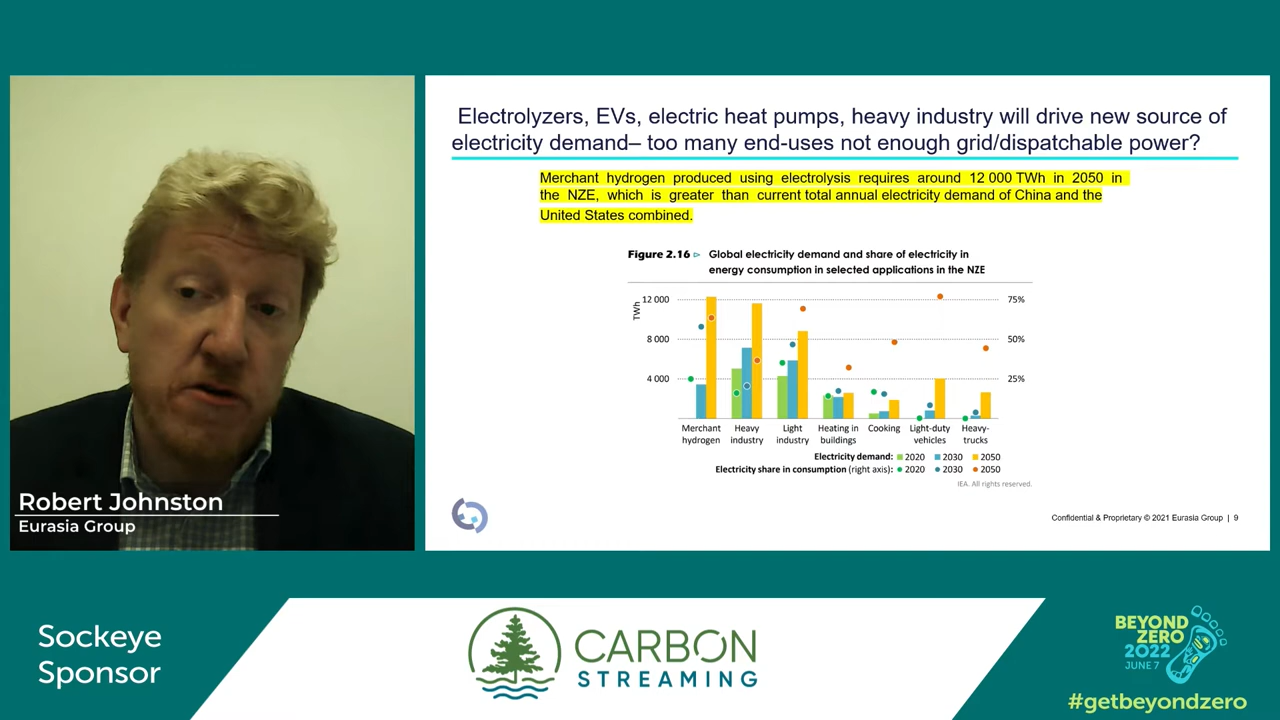 Electrolyzers, EVs, electric heat pumps, heavy industry will drive new source of
electricity demand– too many end-uses not enough grid/dispatchable power?
Merchant hydrogen produced using electrolysis requires around 12 000 TWh in 2050 in
the NZE, which is greater than current total annual electricity demand of China and the
United States combined.
Figure 2.16 ▷ Global electricity demand and share of electricity in
energy consumption in selected applications in the NZE
TWh
12 000
8 000
4 000
75%
50%
25%
Merchant hydrogen
Heavy industry
Light industry
Heating in buildings
Cooking
Light-duty vehicles
Heavy-trucks
Electricity demand: 2020 2030 2050
Electricity share in consumption (right axis): 2020 2030 2050
IEA. All rights reserved.
Confidential & Proprietary © 2021 Eurasia Group | 9
Robert Johnston
Eurasia Group
Sockeye
Sponsor
CARBON
STREAMING
BEYOND
ZERO
2022
JUNE 7
#getbeyondzero